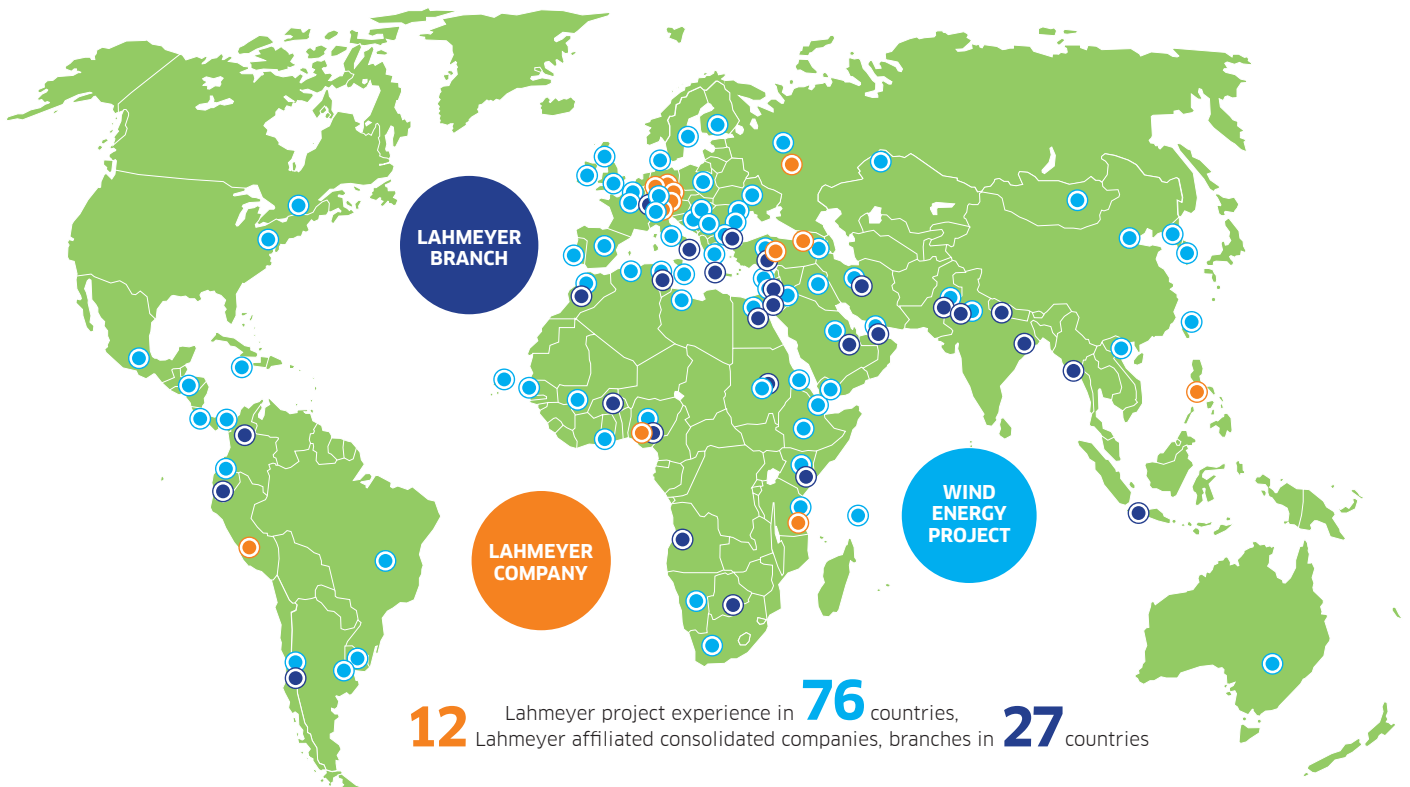 LAHMEYER
BRANCH
LAHMEYER
COMPANY
WIND
ENERGY
PROJECT
Lahmeyer project experience in 76 countries,
12 Lahmeyer affiliated consolidated companies, branches in 27 countries